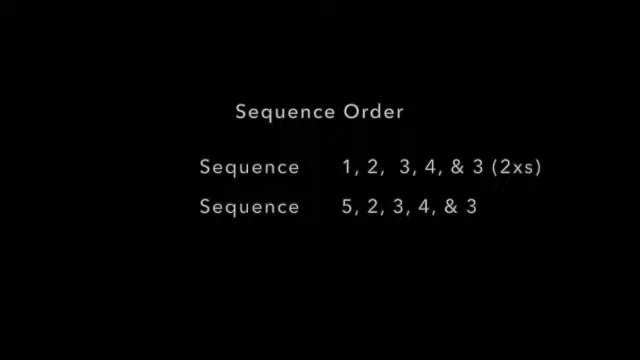 Sequence Order
Sequence 1, 2, 3, 4, & 3 (2xs)
Sequence 5, 2, 3, 4, & 3